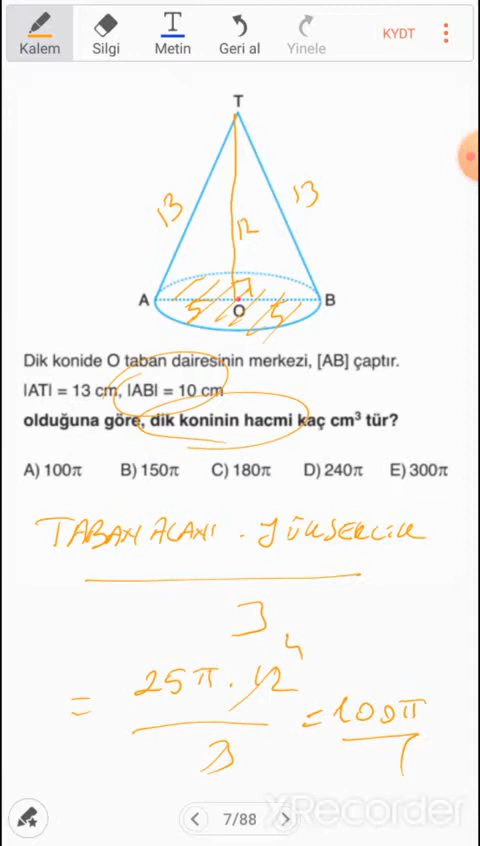 Kalem
Silgi
Metin
Geri al
Yinele
KYDT
T
13
13
12
A
B
O
5
5
Dik konide O taban dairesinin merkezi, [AB] çaptır.
|AT| = 13 cm, |AB| = 10 cm
olduğuna göre, dik koninin hacmi kaç cm³ tür?
A) 100π B) 150π C) 180π D) 240π E) 300π
TABAN ALANI . YÜKSEKLİK
3
4
= 25π . 12
3
= 100π
7/88
XRecorder